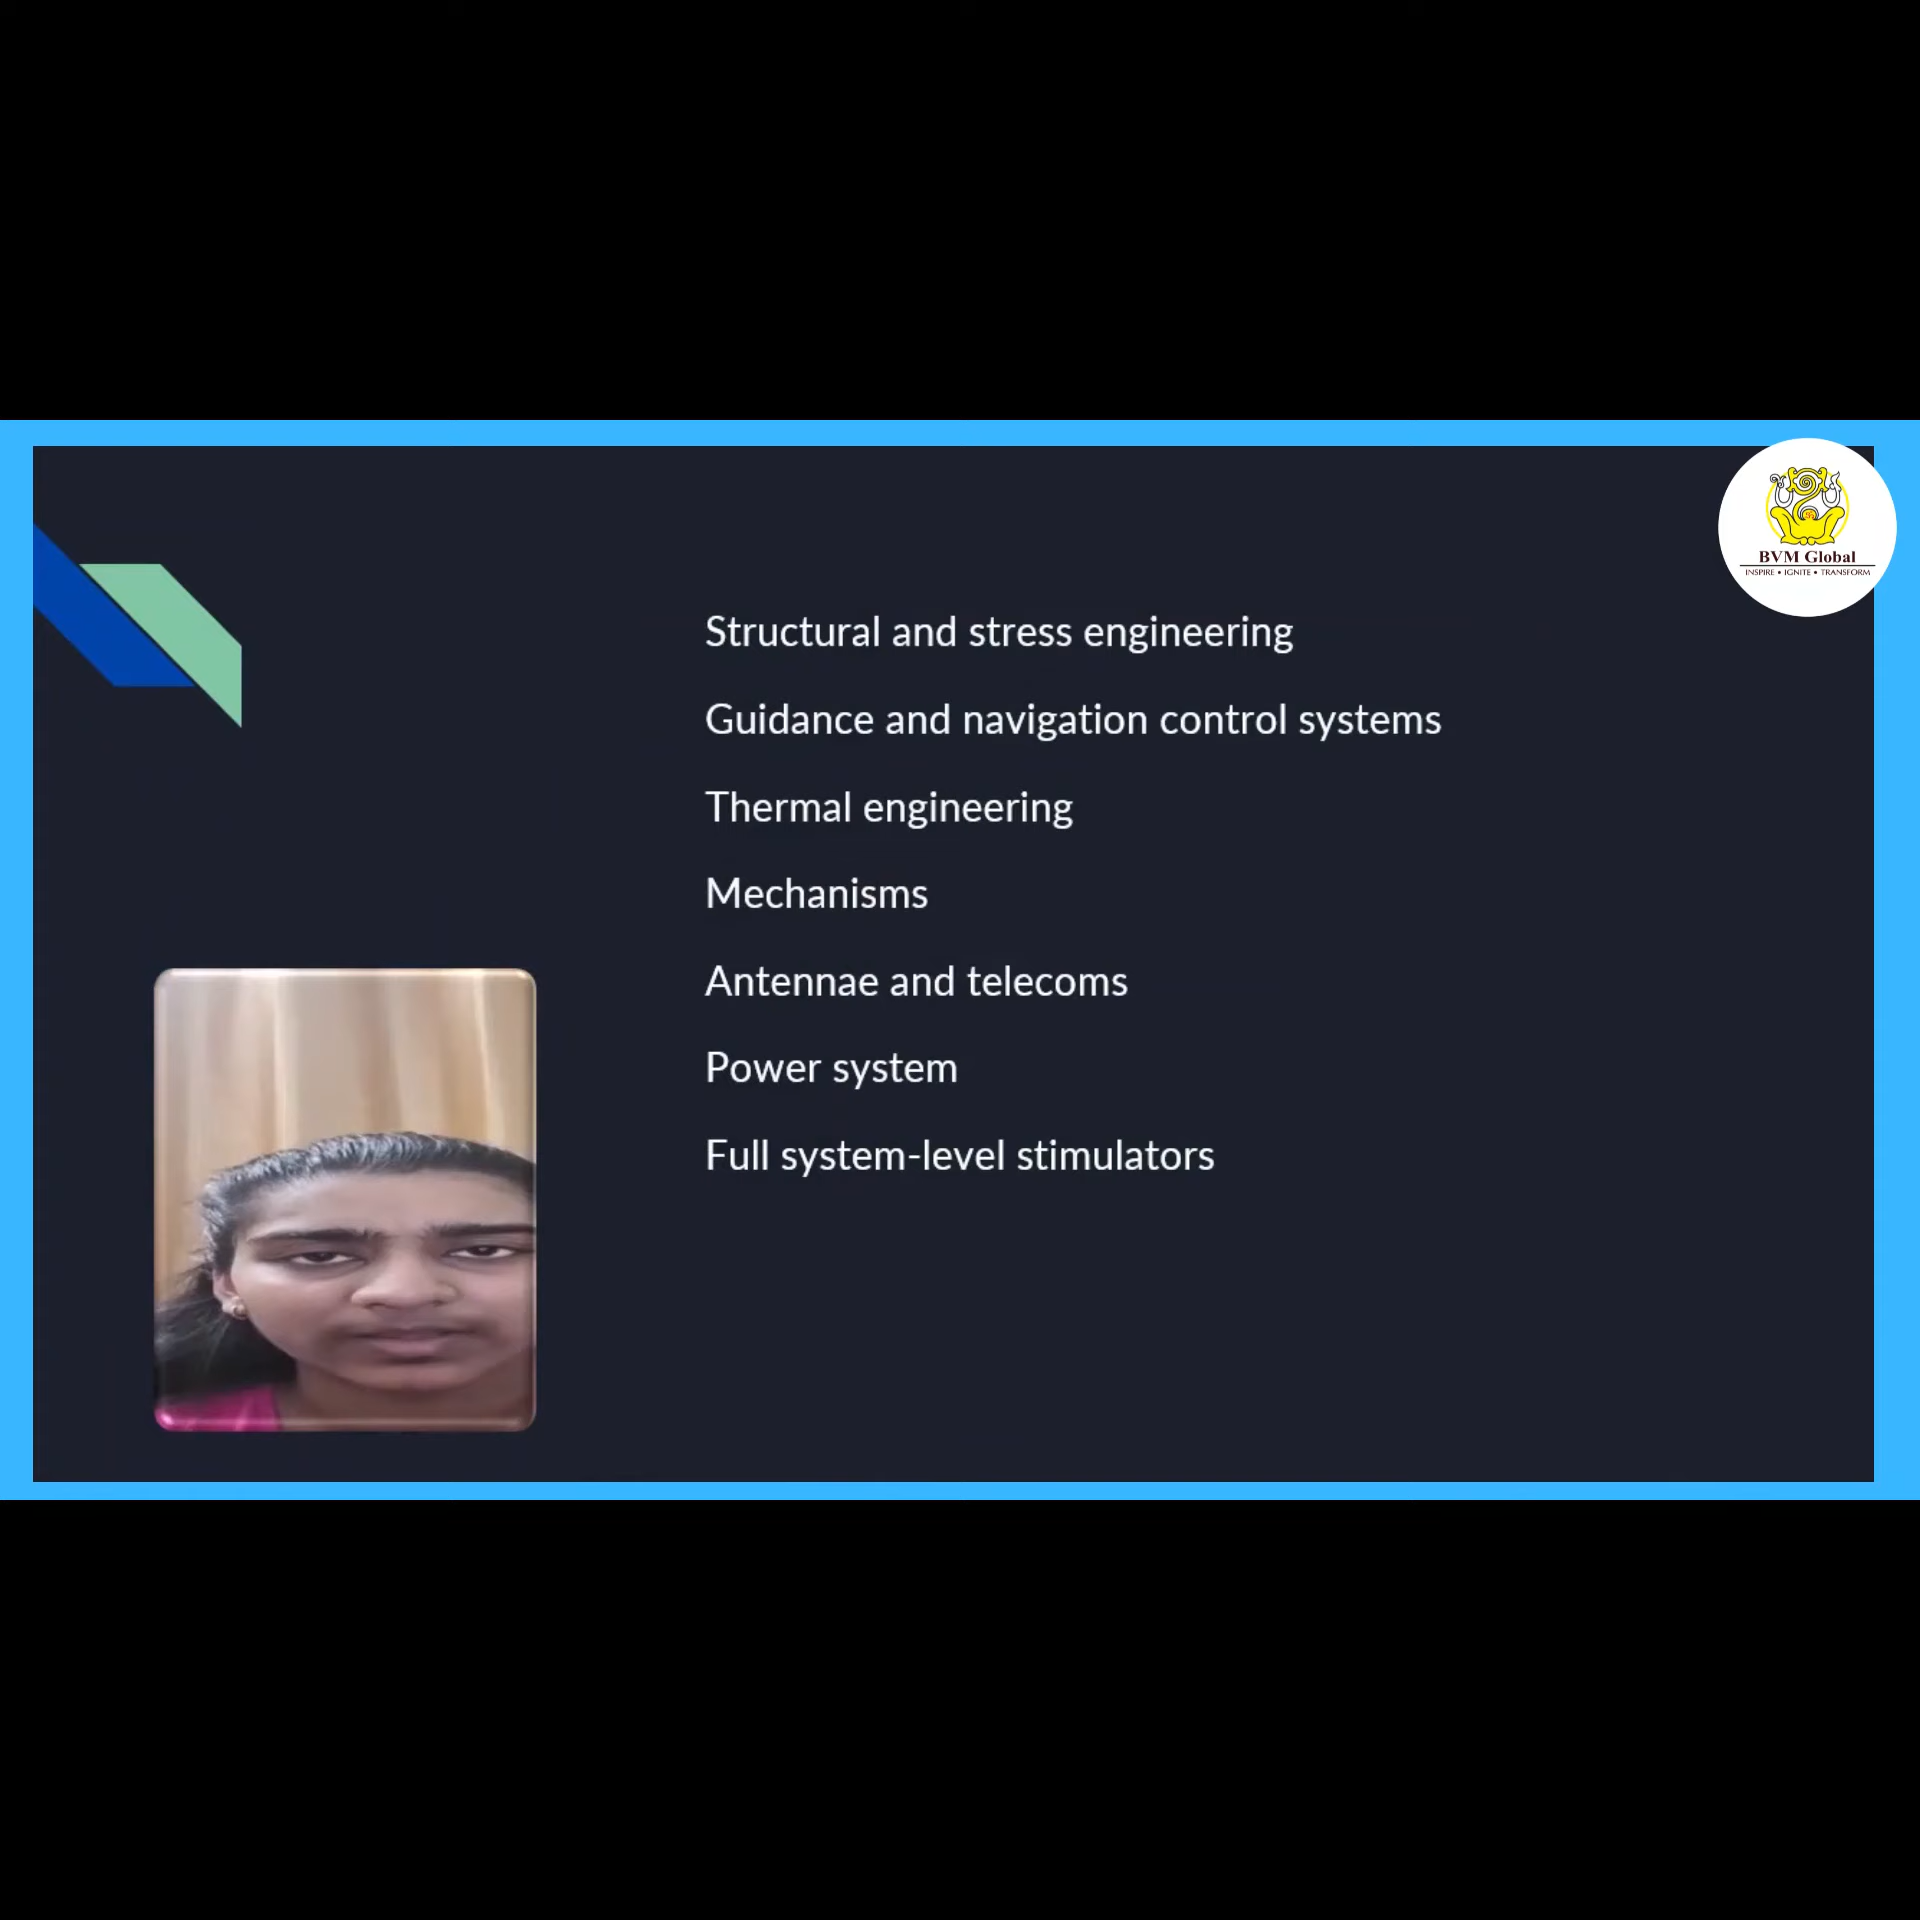 BVM Global
INSPIRE • IGNITE • TRANSFORM
Structural and stress engineering
Guidance and navigation control systems
Thermal engineering
Mechanisms
Antennae and telecoms
Power system
Full system-level stimulators